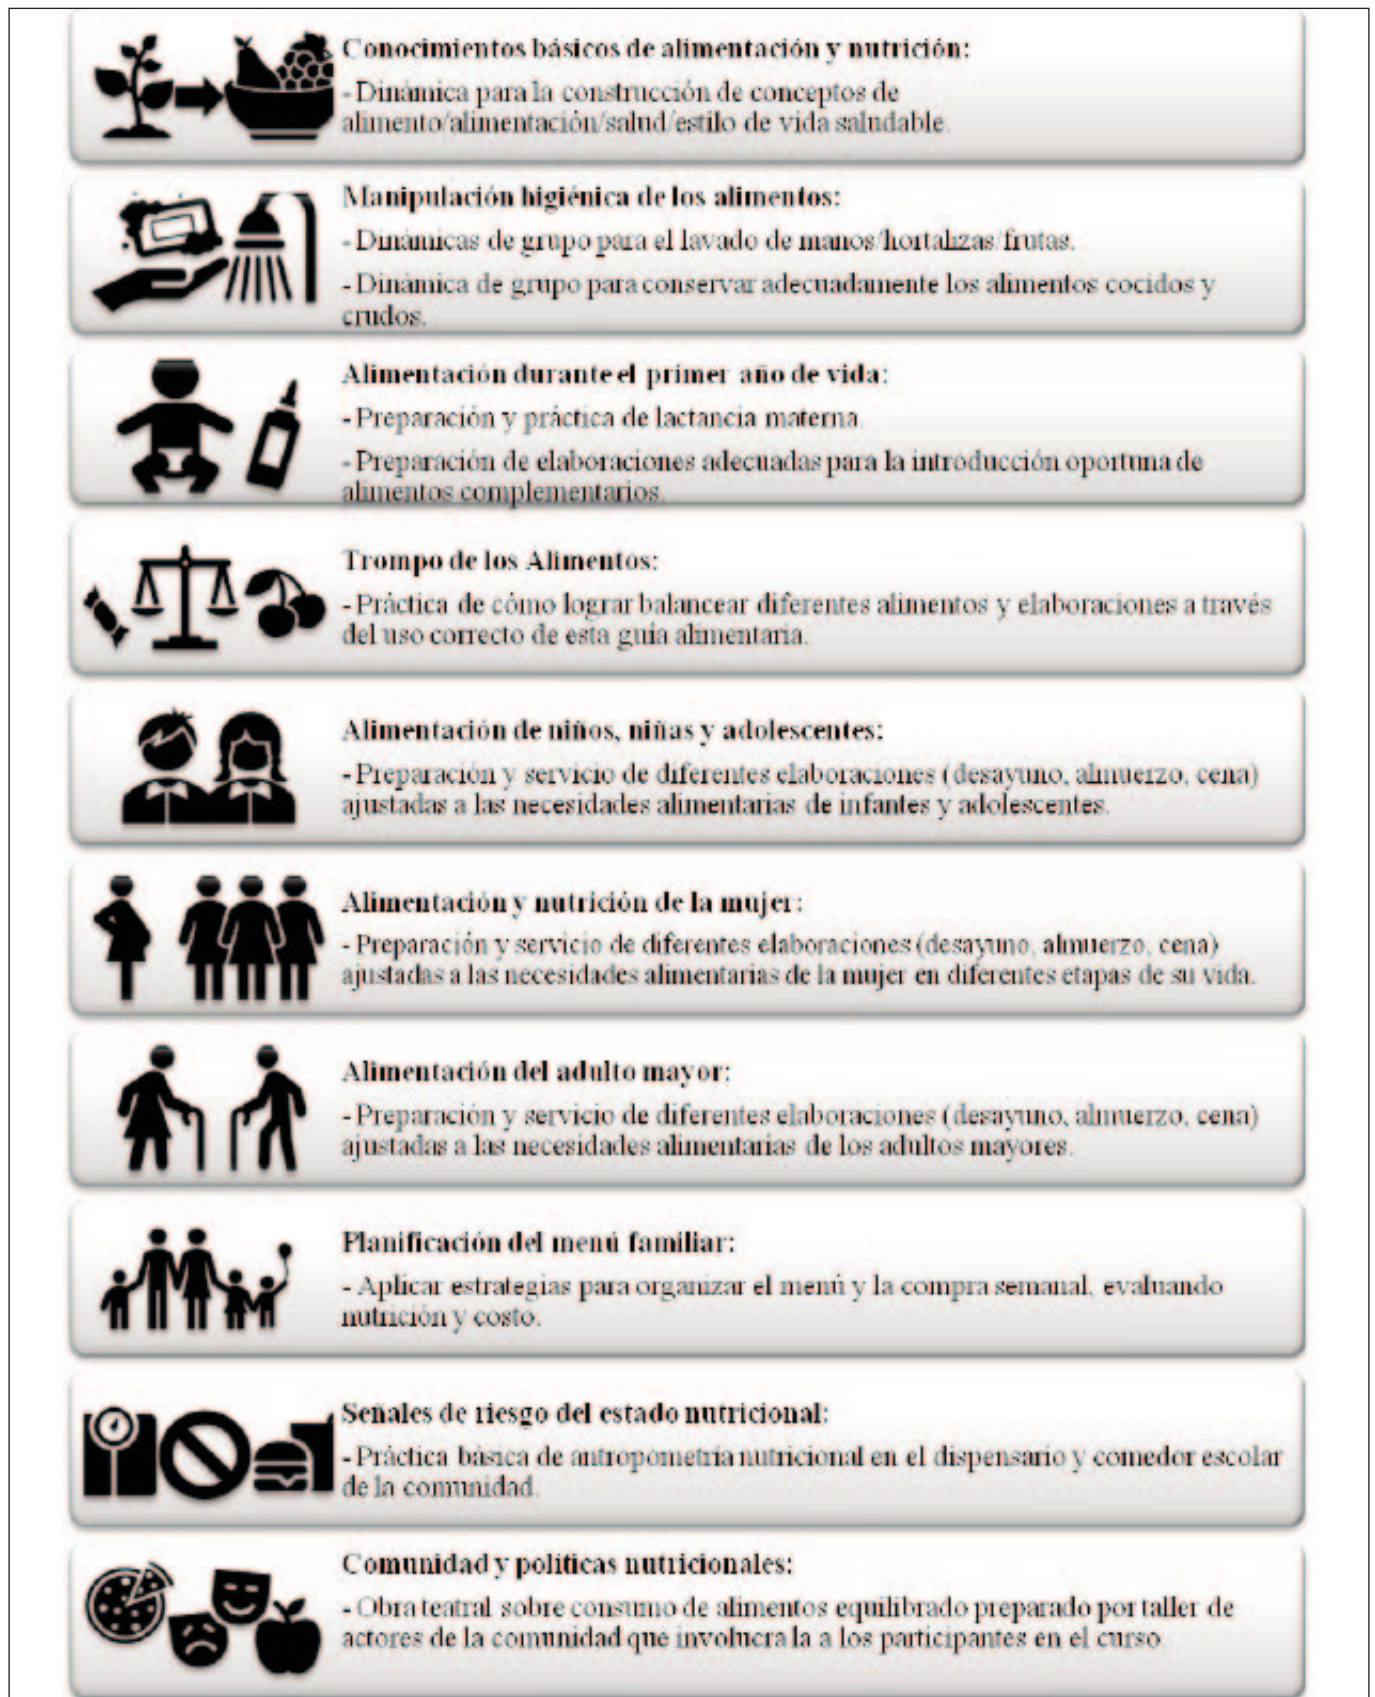 Conocimientos básicos de alimentación y nutrición:
- Dinámica para la construcción de conceptos de
alimento/alimentación/salud/estilo de vida saludable.
Manipulación higiénica de los alimentos:
- Dinámicas de grupo para el lavado de manos/hortalizas/frutas.
- Dinámica de grupo para conservar adecuadamente los alimentos cocidos y
crudos.
Alimentación durante el primer año de vida:
- Preparación y práctica de lactancia materna.
- Preparación de elaboraciones adecuadas para la introducción oportuna de
alimentos complementarios.
Trompo de los Alimentos:
- Práctica de cómo lograr balancear diferentes alimentos y elaboraciones a través
del uso correcto de esta guía alimentaria.
Alimentación de niños, niñas y adolescentes:
- Preparación y servicio de diferentes elaboraciones (desayuno, almuerzo, cena)
ajustadas a las necesidades alimentarias de infantes y adolescentes.
Alimentación y nutrición de la mujer:
- Preparación y servicio de diferentes elaboraciones (desayuno, almuerzo, cena)
ajustadas a las necesidades alimentarias de la mujer en diferentes etapas de su vida.
Alimentación del adulto mayor:
- Preparación y servicio de diferentes elaboraciones (desayuno, almuerzo, cena)
ajustadas a las necesidades alimentarias de los adultos mayores.
Planificación del menú familiar:
- Aplicar estrategias para organizar el menú y la compra semanal, evaluando
nutrición y costo.
Señales de riesgo del estado nutricional:
- Práctica básica de antropometría nutricional en el dispensario y comedor escolar
de la comunidad.
Comunidad y políticas nutricionales:
- Obra teatral sobre consumo de alimentos equilibrado preparado por taller de
actores de la comunidad que involucra la a los participantes en el curso